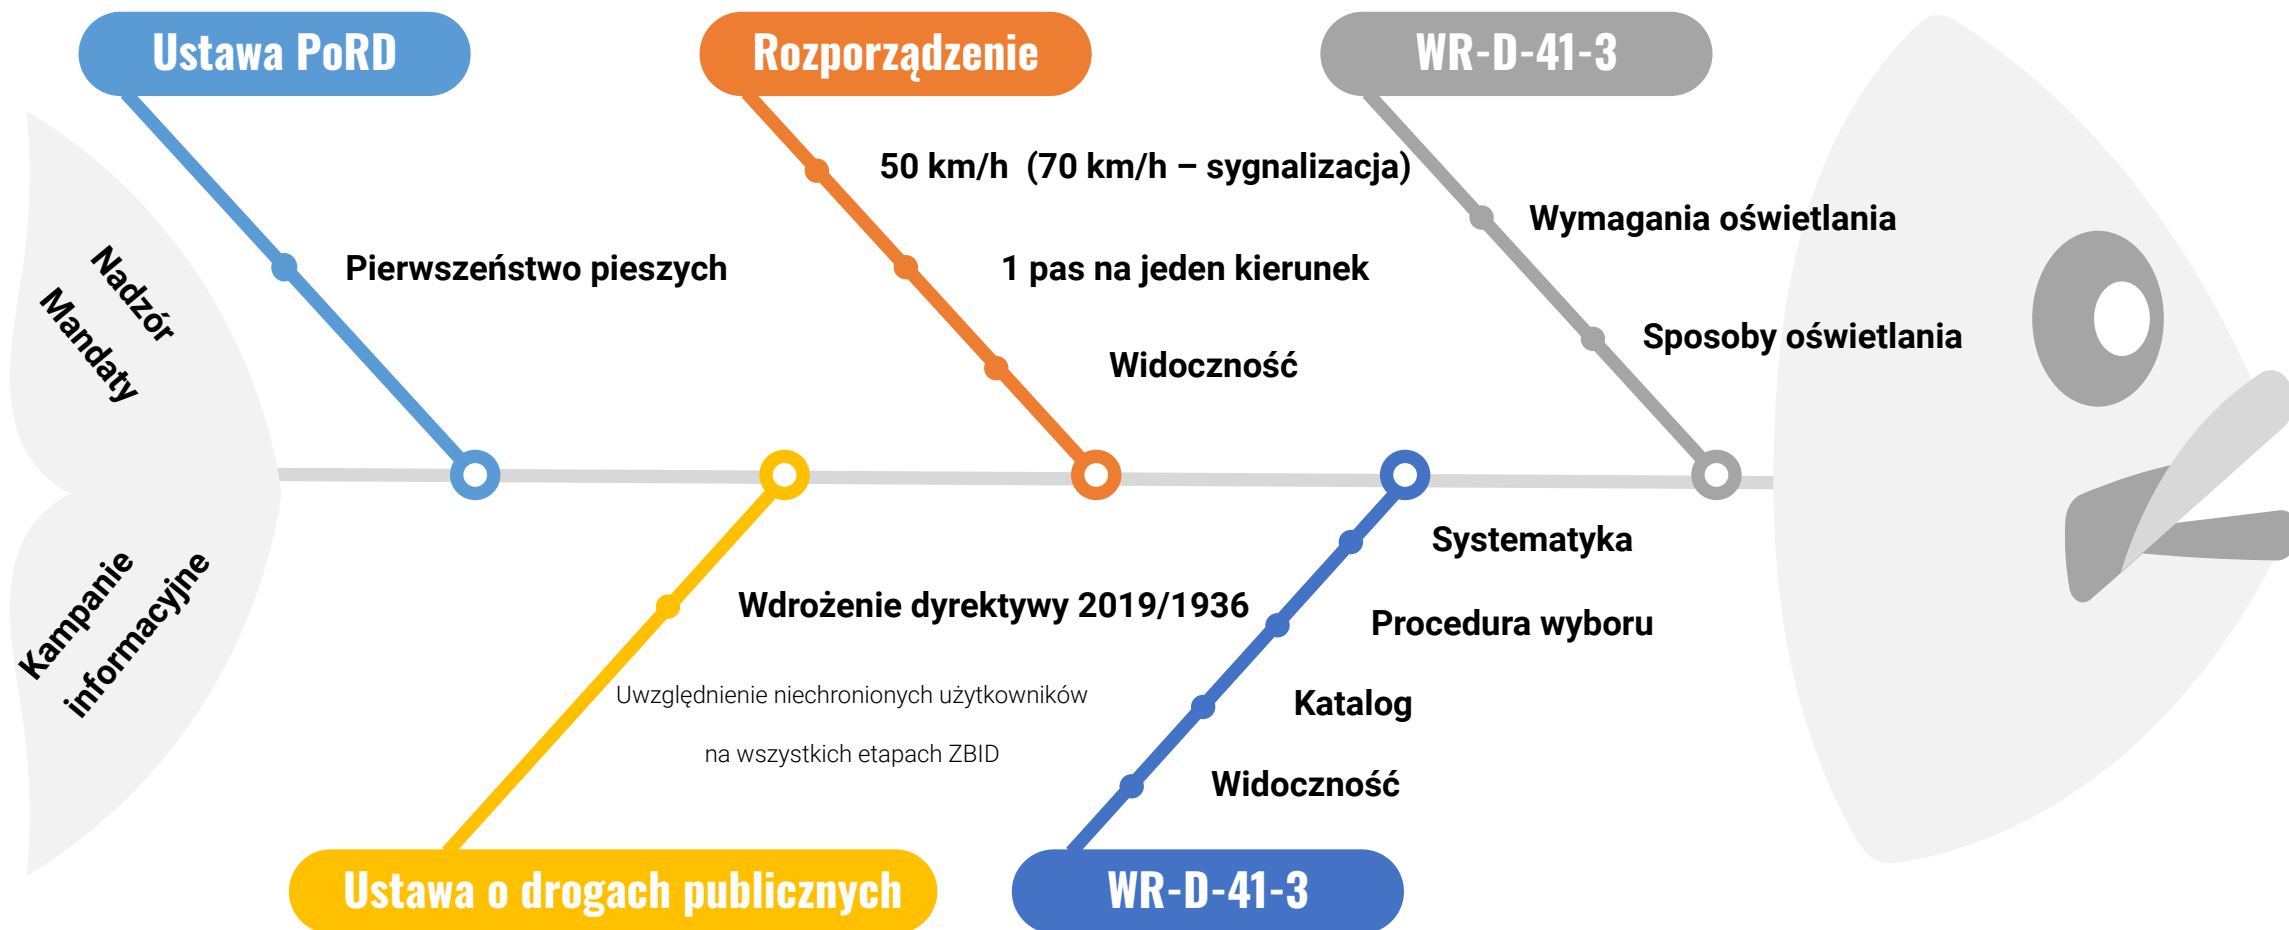 Ustawa PoRD
Rozporządzenie
WR-D-41-3
50 km/h (70 km/h – sygnalizacja)
Wymagania oświetlania
Pierwszeństwo pieszych
1 pas na jeden kierunek
Sposoby oświetlania
Widoczność
Nadzór
Mandaty
Kampanie
informacyjne
Systematyka
Wdrożenie dyrektywy 2019/1936
Procedura wyboru
Uwzględnienie niechronionych użytkowników
na wszystkich etapach ZBID
Katalog
Widoczność
Ustawa o drogach publicznych
WR-D-41-3